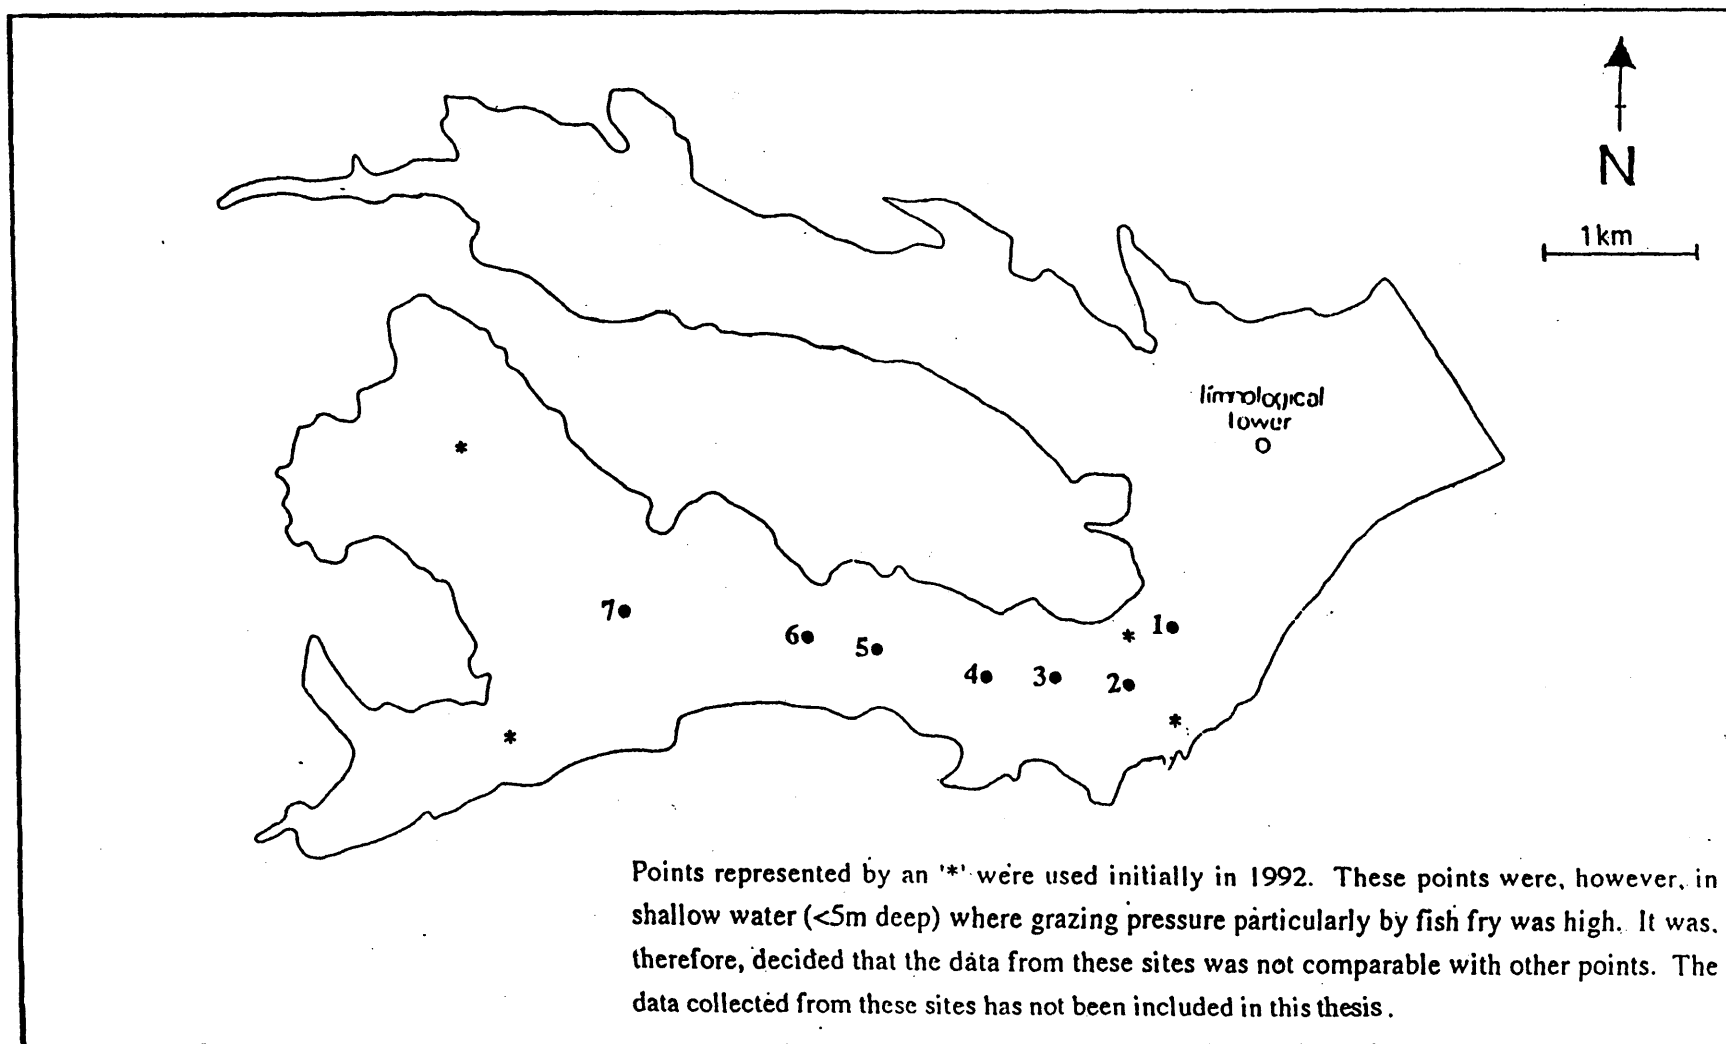 N
1km
limnological
tower
*
7
6
5
4
3
2
1
*
*
*
Points represented by an '*' were used initially in 1992. These points were, however, in
shallow water (<5m deep) where grazing pressure particularly by fish fry was high. It was,
therefore, decided that the data from these sites was not comparable with other points. The
data collected from these sites has not been included in this thesis.